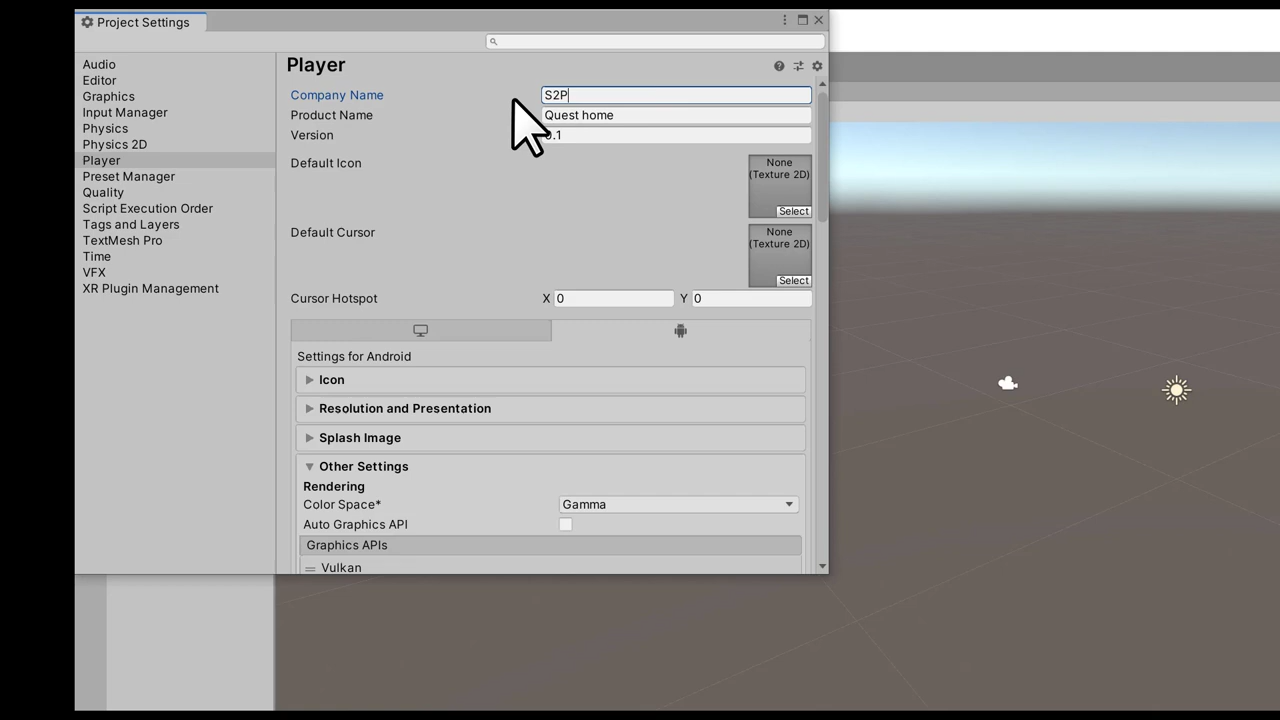 Project Settings
Audio
Editor
Graphics
Input Manager
Physics
Physics 2D
Player
Preset Manager
Quality
Script Execution Order
Tags and Layers
TextMesh Pro
Time
VFX
XR Plugin Management
Player
Company Name S2P
Product Name Quest home
Version 0.1
Default Icon
None
(Texture 2D)
Select
Default Cursor
None
(Texture 2D)
Select
Cursor Hotspot X 0 Y 0
Settings for Android
Icon
Resolution and Presentation
Splash Image
Other Settings
Rendering
Color Space* Gamma
Auto Graphics API
Graphics APIs
Vulkan